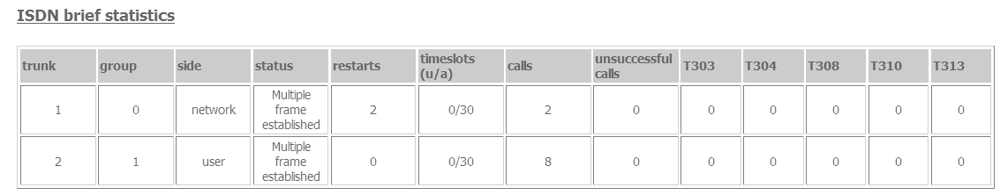 ISDN brief statistics
trunk group side status restarts timeslots (u/a) calls unsuccessful calls T303 T304 T308 T310 T313
1 0 network Multiple frame established 2 0/30 2 0 0 0 0 0 0
2 1 user Multiple frame established 0 0/30 8 0 0 0 0 0 0